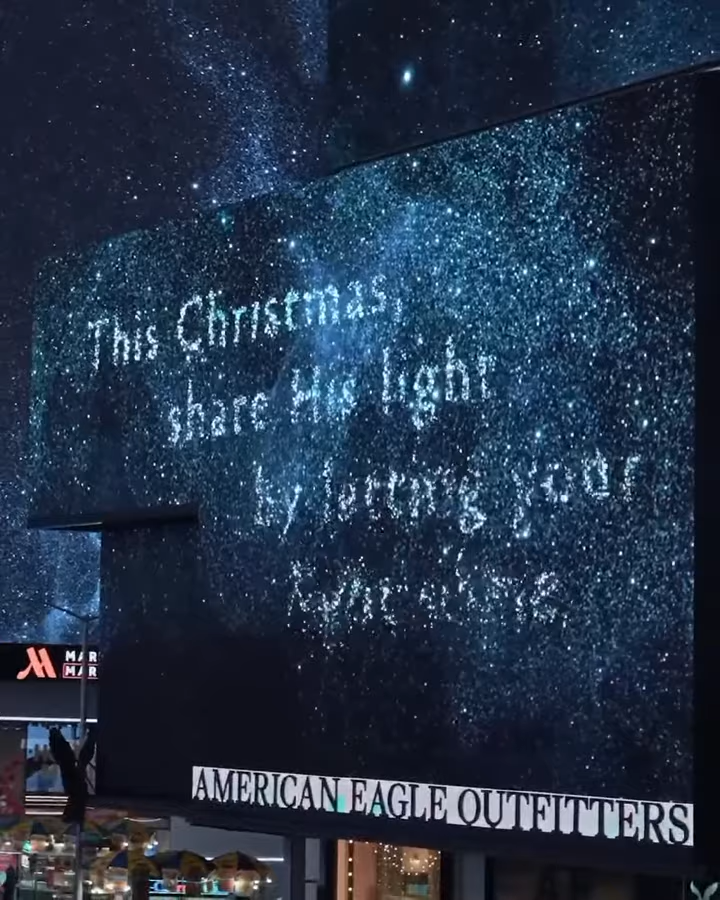 This Christmas,
share His light
by letting your
MAR
MAR
AMERICAN EAGLE OUTFITTERS